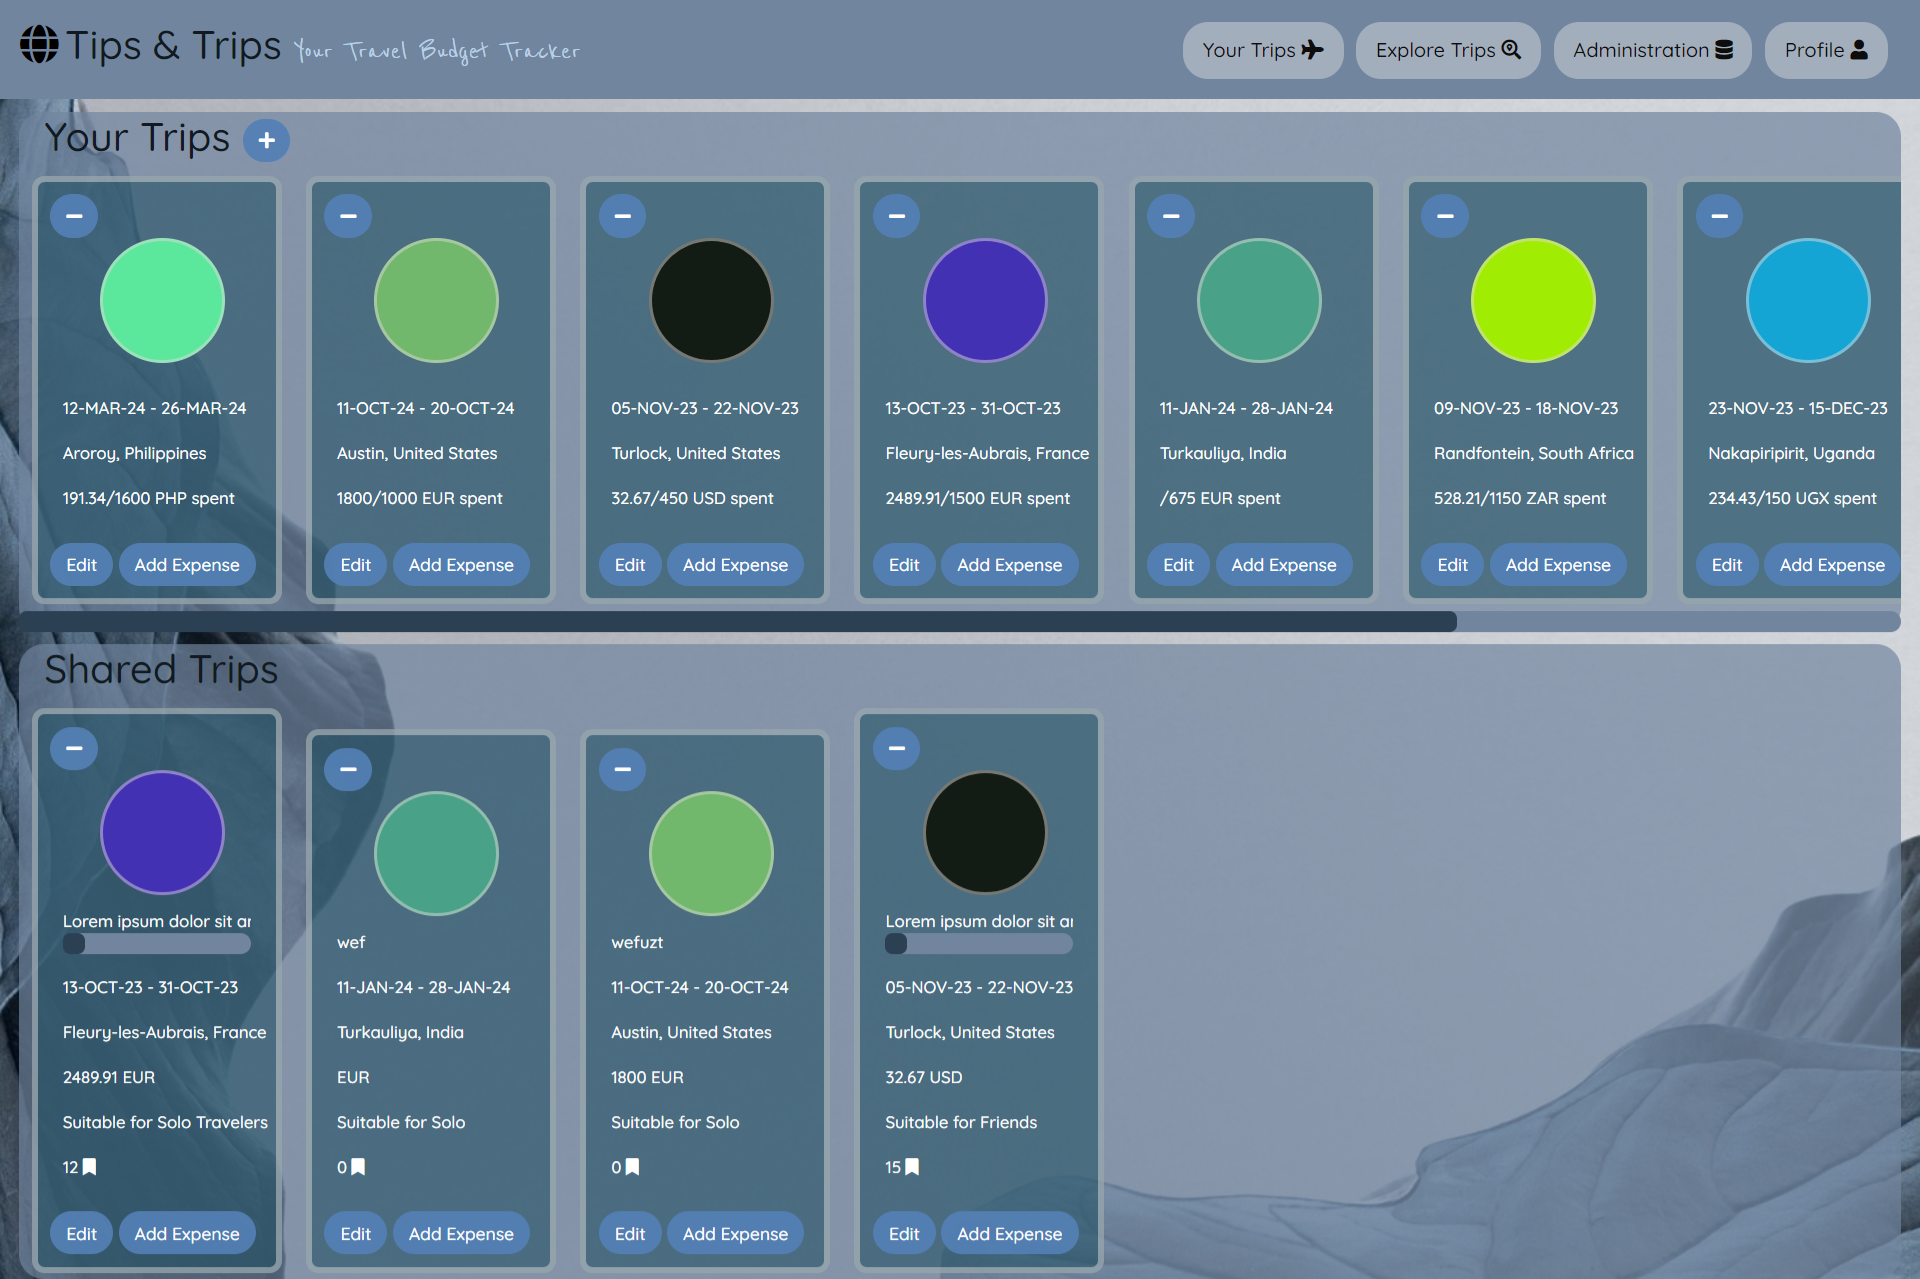 Tips & Trips Your Travel Budget Tracker
Your Trips
Explore Trips
Administration
Profile
Your Trips +
12-MAR-24 - 26-MAR-24
Aroroy, Philippines
191.34/1600 PHP spent
Edit
Add Expense
11-OCT-24 - 20-OCT-24
Austin, United States
1800/1000 EUR spent
Edit
Add Expense
05-NOV-23 - 22-NOV-23
Turlock, United States
32.67/450 USD spent
Edit
Add Expense
13-OCT-23 - 31-OCT-23
Fleury-les-Aubrais, France
2489.91/1500 EUR spent
Edit
Add Expense
11-JAN-24 - 28-JAN-24
Turkauliya, India
/675 EUR spent
Edit
Add Expense
09-NOV-23 - 18-NOV-23
Randfontein, South Africa
528.21/1150 ZAR spent
Edit
Add Expense
23-NOV-23 - 15-DEC-23
Nakapiripirit, Uganda
234.43/150 UGX spent
Edit
Add Expense
Shared Trips
Lorem ipsum dolor sit
13-OCT-23 - 31-OCT-23
Fleury-les-Aubrais, France
2489.91 EUR
Suitable for Solo Travelers
12
Edit
Add Expense
wef
11-JAN-24 - 28-JAN-24
Turkauliya, India
EUR
Suitable for Solo
0
Edit
Add Expense
wefuzt
11-OCT-24 - 20-OCT-24
Austin, United States
1800 EUR
Suitable for Solo
0
Edit
Add Expense
Lorem ipsum dolor sit
05-NOV-23 - 22-NOV-23
Turlock, United States
32.67 USD
Suitable for Friends
15
Edit
Add Expense